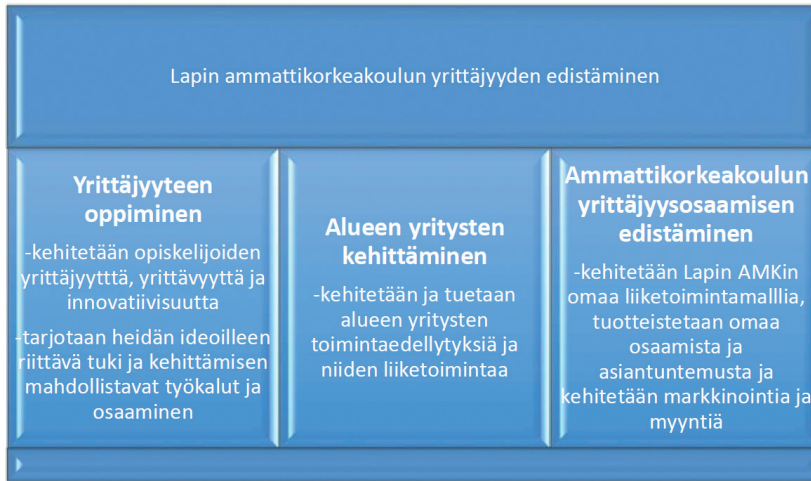 Lapin ammattikorkeakoulun yrittäjyyden edistäminen
Yrittäjyyteen
oppiminen
-kehitetään opiskelijoiden
yrittäjyytttä, yrittävyyttä ja
innovatiivisuutta
-tarjotaan heidän ideoilleen
riittävä tuki ja kehittämisen
mahdollistavat työkalut ja
osaaminen
Alueen yritysten
kehittäminen
-kehitetään ja tuetaan
alueen yritysten
toimintaedellytyksiä ja
niiden liiketoimintaa
Ammattikorkeakoulun
yrittäjyysosaamisen
edistäminen
-kehitetään Lapin AMKin
omaa liiketoimintamalllia,
tuotteistetaan omaa
osaamista ja
asiantuntemusta ja
kehitetään markkinointia ja
myyntiä